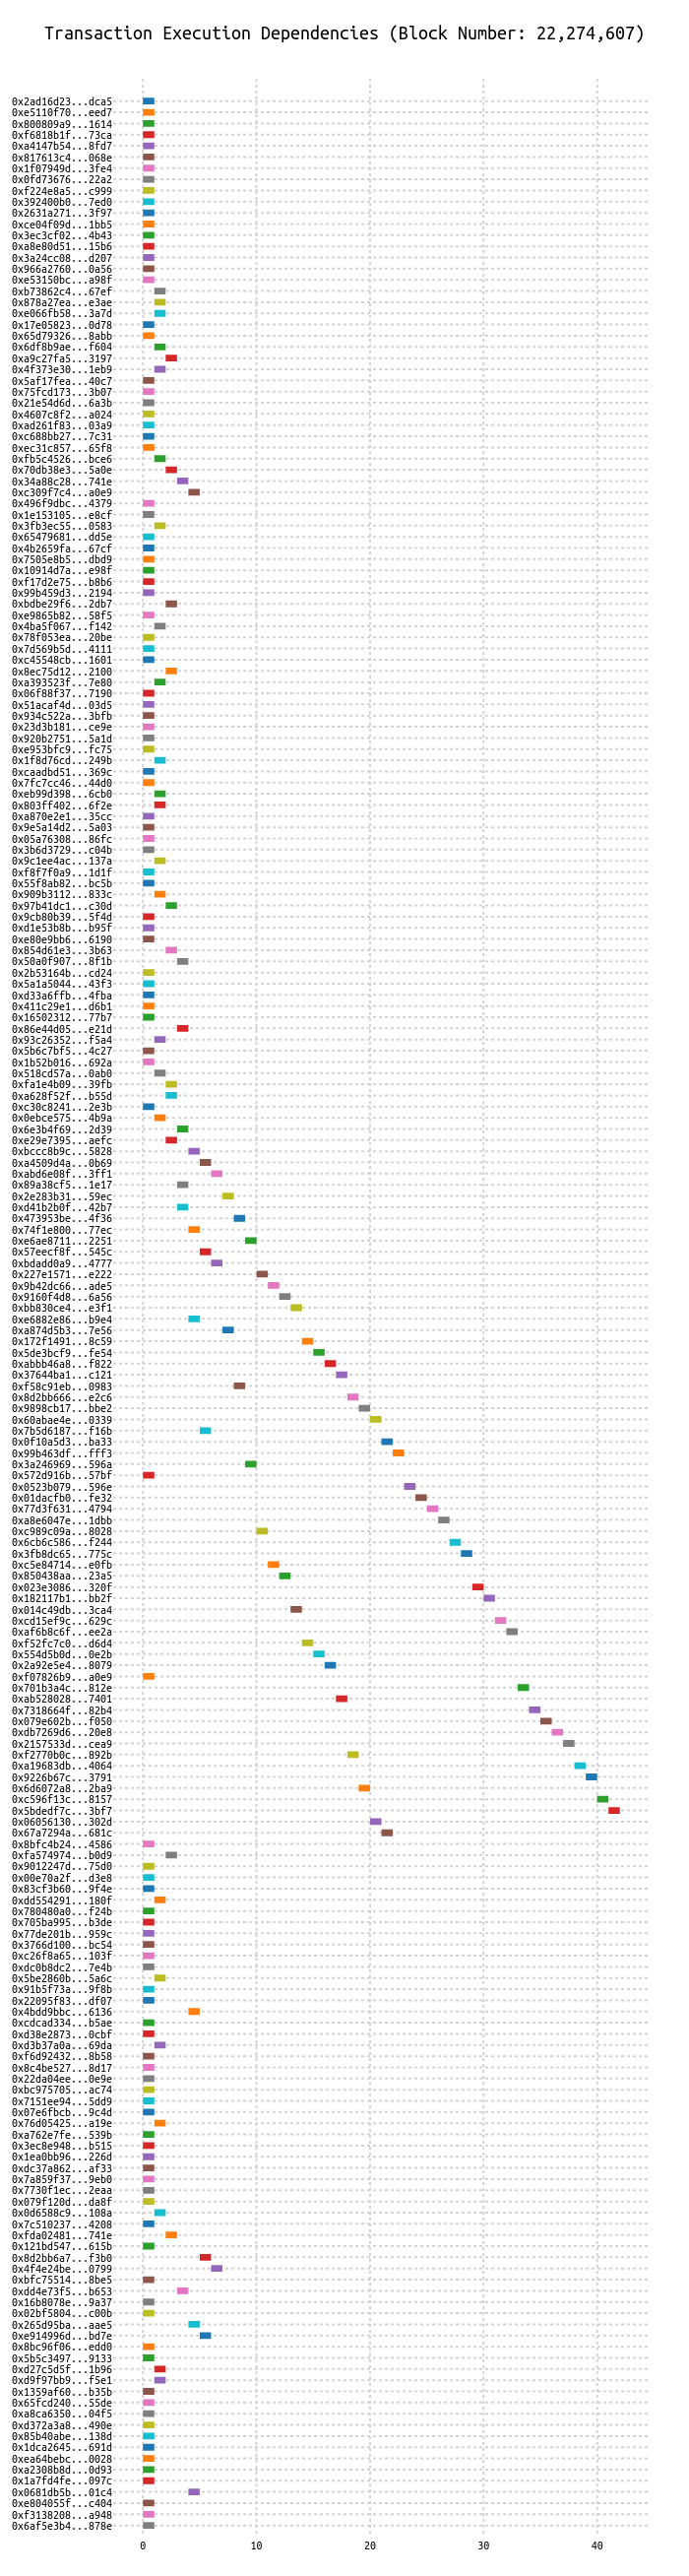 Transaction Execution Dependencies (Block Number: 22,274,607)
0x2ad16d23...dca5
0xe5110f70...eed7
0x800809a9...1614
0xf6818b1f...73ca
0xa4147b54...8fd7
0x817613c4...068e
0x1f07949d...3fe4
0x0fd73676...22a2
0xf224e8a5...c999
0x392400b0...7ed0
0x2631a271...3f97
0xce04f09d...1bb5
0x3ec3cf02...4b43
0xa8e80d51...15b6
0x3a24cc08...d207
0x966a2760...0a56
0xe53150bc...a98f
0xb73862c4...67ef
0x878a27ea...e3ae
0xe066fb58...3a7d
0x17e05823...0d78
0x65d79326...8abb
0x6df8b9ae...f604
0xa9c27fa5...3197
0x4f373e30...1eb9
0x5af17fea...40c7
0x75fcd173...3b07
0x21e54d6d...6a3b
0x4607c8f2...a024
0xad261f83...03a9
0xc688bb27...7c31
0xec31c857...65f8
0xfb5c4526...bce6
0x70db38e3...5a0e
0x34a88c28...741e
0xc309f7c4...a0e9
0x496f9dbc...4379
0x1e153105...e8cf
0x3fb3ec55...0583
0x65479681...dd5e
0x4b2659fa...67cf
0x7505e8b5...dbd9
0x10914d7a...e98f
0xf17d2e75...b8b6
0x99b459d3...2194
0xbdbe29f6...2db7
0xe9865b82...58f5
0x4ba5f067...f142
0x78f053ea...20be
0x7d569b5d...4111
0xc45548cb...1601
0x8ec75d12...2100
0xa393523f...7e80
0x06f88f37...7190
0x51acaf4d...03d5
0x934c522a...3bfb
0x23d3b181...ce9e
0x920b2751...5a1d
0xe953bfc9...fc75
0x1f8d76cd...249b
0xcaadbd51...369c
0x7fc7cc46...44d0
0xeb99d398...6cb0
0x803ff402...6f2e
0xa870e2e1...35cc
0x9e5a14d2...5a03
0x05a76308...86fc
0x3b6d3729...c04b
0x9c1ee4ac...137a
0xf8f7f0a9...1d1f
0x55f8ab82...bc5b
0x909b3112...833c
0x97b41dc1...c30d
0x9cb80b39...5f4d
0xd1e53b8b...b95f
0xe80e9bb6...6190
0x854d61e3...3b63
0x50a0f907...8f1b
0x2b53164b...cd24
0x5a1a5044...43f3
0xd33a6ffb...4fba
0x411c29e1...d6b1
0x16502312...77b7
0x86e44d05...e21d
0x93c26352...f5a4
0x5b6c7bf5...4c27
0x1b52b016...692a
0x518cd57a...0ab0
0xfa1e4b09...39fb
0xa628f52f...b55d
0xc30c8241...2e3b
0x0ebce575...4b9a
0x6e3b4f69...2d39
0xe29e7395...aefc
0xbccc8b9c...5828
0xa4509d4a...0b69
0xabd6e08f...3ff1
0x89a38cf5...1e17
0x2e283b31...59ec
0xd41b2b0f...42b7
0x473953be...4f36
0x74f1e800...77ec
0xe6ae8711...2251
0x57eecf8f...545c
0xbdadd0a9...4777
0x227e1571...e222
0x9b42dc66...ade5
0x9160f4d8...6a56
0xbb830ce4...e3f1
0xe6882e86...b9e4
0xa874d5b3...7e56
0x172f1491...8c59
0x5de3bcf9...fe54
0xabbb46a8...f822
0x37644ba1...c121
0xf58c91eb...0983
0x8d2bb666...e2c6
0x9898cb17...bbe2
0x60abae4e...0339
0x7b5d6187...f16b
0x0f10a5d3...ba33
0x99b463df...fff3
0x3a246969...596a
0x572d916b...57bf
0x0523b079...596e
0x01dacfb0...fe32
0x77d3f631...4794
0xa8e6047e...1dbb
0xc989c09a...8028
0x6cb6c586...f244
0x3fb8dc65...775c
0xc5e84714...e0fb
0x850438aa...23a5
0x023e3086...320f
0x182117b1...bb2f
0x014c49db...3ca4
0xcd15ef9c...629c
0xaf6b8c6f...ee2a
0xf52fc7c0...d6d4
0x554d5b0d...0e2b
0x2a92e5e4...8079
0xf07826b9...a0e9
0x701b3a4c...812e
0xab528028...7401
0x7318664f...82b4
0x079e602b...f050
0xdb7269d6...20e8
0x2157533d...cea9
0xf2770b0c...892b
0xa19683db...4064
0x9226b67c...3791
0x6d6072a8...2ba9
0xc596f13c...8157
0x5bdedf7c...3bf7
0x06056130...302d
0x67a7294a...681c
0x8bfc4b24...4586
0xfa574974...b0d9
0x9012247d...75d0
0x00e70a2f...d3e8
0x83cf3b60...9f4e
0xdd554291...180f
0x780480a0...f24b
0x705ba995...b3de
0x77de201b...959c
0x3766d100...bc54
0xc26f8a65...103f
0xdc0b8dc2...7e4b
0x5be2860b...5a6c
0x91b5f73a...9f8b
0x22095f83...df07
0x4bdd9bbc...6136
0xcdcad334...b5ae
0xd38e2873...0cbf
0xd3b37a0a...69da
0xf6d92432...8b58
0x8c4be527...8d17
0x22da04ee...0e9e
0xbc975705...ac74
0x7151ee94...5dd9
0x07e6fbcb...9c4d
0x76d05425...a19e
0xa762e7fe...539b
0x3ec8e948...b515
0x1ea0bb96...226d
0xdc37a862...af33
0x7a859f37...9eb0
0x7730f1ec...2eaa
0x079f120d...da8f
0x0d6588c9...108a
0x7c510237...4208
0xfda02481...741e
0x121bd547...615b
0x8d2bb6a7...f3b0
0x4f4e24be...0799
0xbfc75514...8be5
0xdd4e73f5...b653
0x16b8078e...9a37
0x02bf5804...c00b
0x265d95ba...aae5
0xe914996d...bd7e
0x8bc96f06...edd0
0x5b5c3497...9133
0xd27c5d5f...1b96
0xd9f97bb9...f5e1
0x1359af60...b35b
0x65fcd240...55de
0xa8ca6350...04f5
0xd372a3a8...490e
0x85b40abe...138d
0x1dca2645...691d
0xea64bebc...0028
0xa2308b8d...0d93
0x1a7fd4fe...097c
0x0681db5b...01c4
0xe804055f...c404
0xf3138208...a948
0x6af5e3b4...878e
0 10 20 30 40